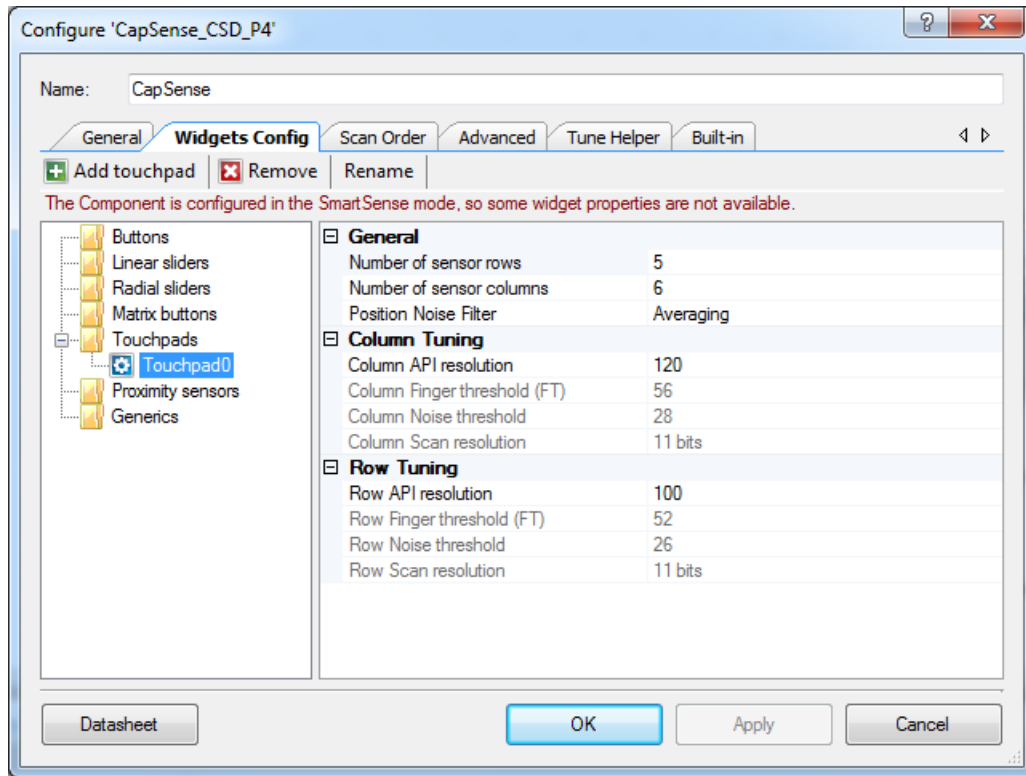 Configure 'CapSense_CSD_P4'
Name: CapSense
General Widgets Config Scan Order Advanced Tune Helper Built-in
Add touchpad Remove Rename
The Component is configured in the SmartSense mode, so some widget properties are not available.
Buttons
Linear sliders
Radial sliders
Matrix buttons
Touchpads
Touchpad0
Proximity sensors
Generics
General
Number of sensor rows 5
Number of sensor columns 6
Position Noise Filter Averaging
Column Tuning
Column API resolution 120
Column Finger threshold (FT) 56
Column Noise threshold 28
Column Scan resolution 11 bits
Row Tuning
Row API resolution 100
Row Finger threshold (FT) 52
Row Noise threshold 26
Row Scan resolution 11 bits
Datasheet OK Apply Cancel